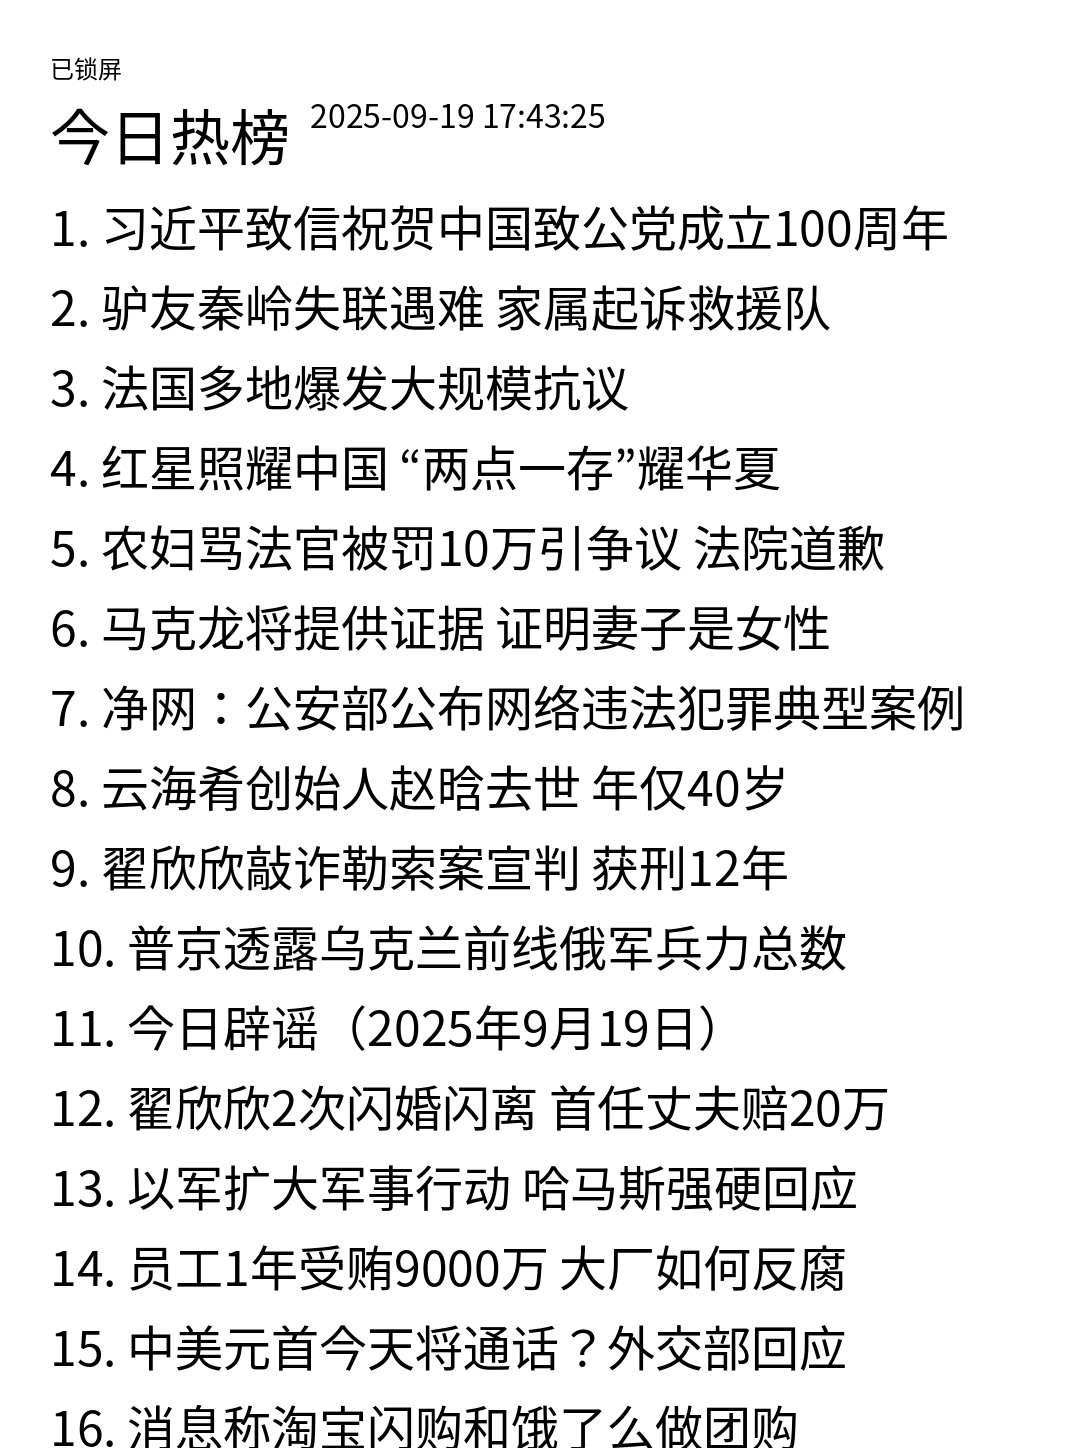 已锁屏
今日热榜 2025-09-19 17:43:25
1. 习近平致信祝贺中国致公党成立100周年
2. 驴友秦岭失联遇难 家属起诉救援队
3. 法国多地爆发大规模抗议
4. 红星照耀中国 “两点一存”耀华夏
5. 农妇骂法官被罚10万引争议 法院道歉
6. 马克龙将提供证据 证明妻子是女性
7. 净网：公安部公布网络违法犯罪典型案例
8. 云海肴创始人赵晗去世 年仅40岁
9. 翟欣欣敲诈勒索案宣判 获刑12年
10. 普京透露乌克兰前线俄军兵力总数
11. 今日辟谣（2025年9月19日）
12. 翟欣欣2次闪婚闪离 首任丈夫赔20万
13. 以军扩大军事行动 哈马斯强硬回应
14. 员工1年受贿9000万 大厂如何反腐
15. 中美元首今天将通话？外交部回应
16. 消息称淘宝闪购和饿了么做团购